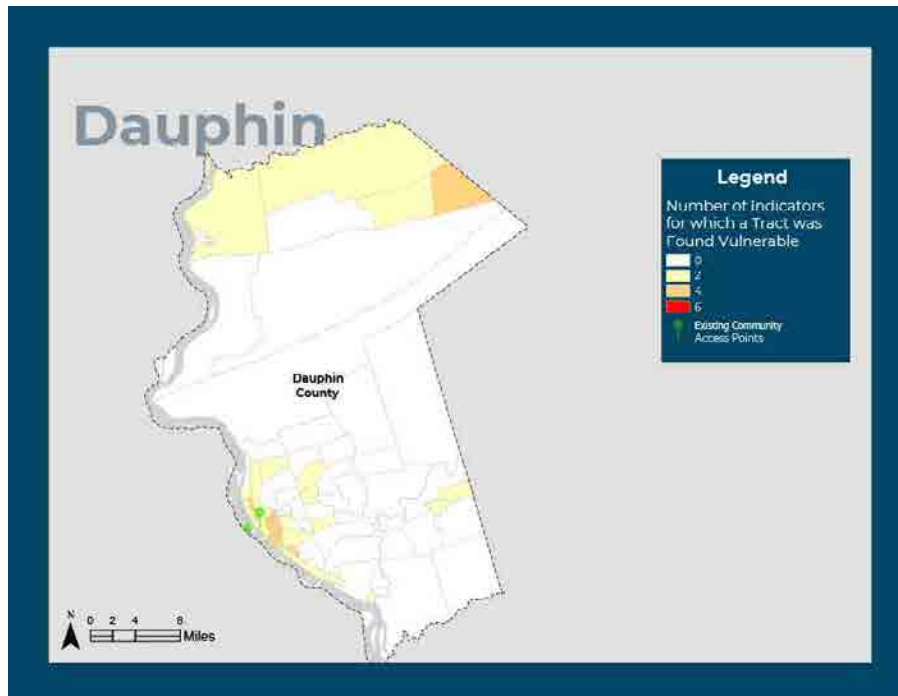 Dauphin
Legend
Number of Indicators
for which a Tract was
Found Vulnerable
0
2
4
6
Existing Community
Access Points
Dauphin
County
N
0 2 4 8
Miles